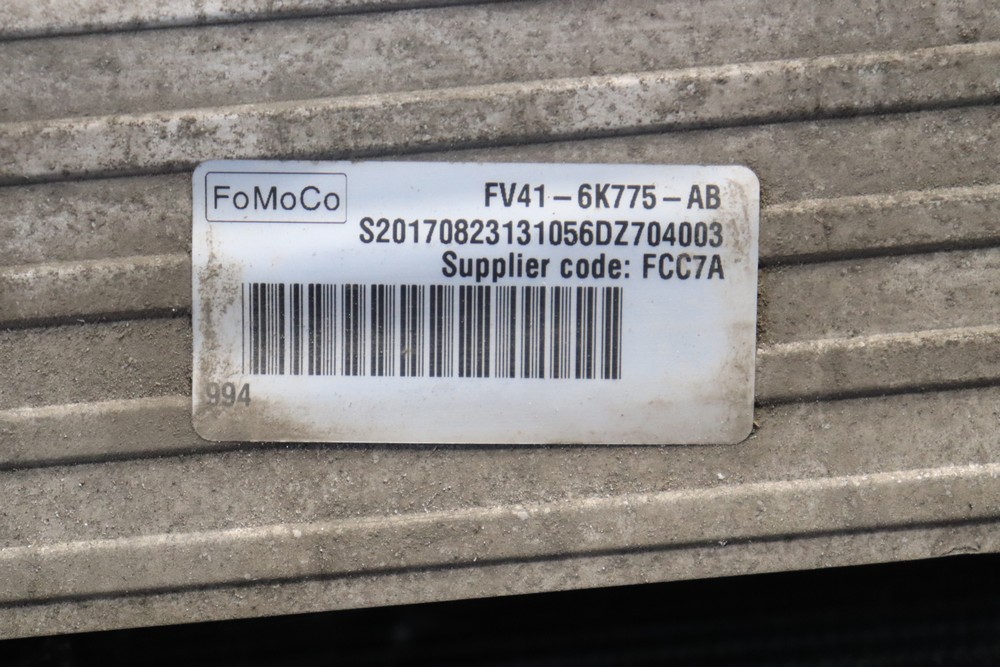 FoMoCo
FV41-6K775-AB
S20170823131056DZ704003
Supplier code: FCC7A
994